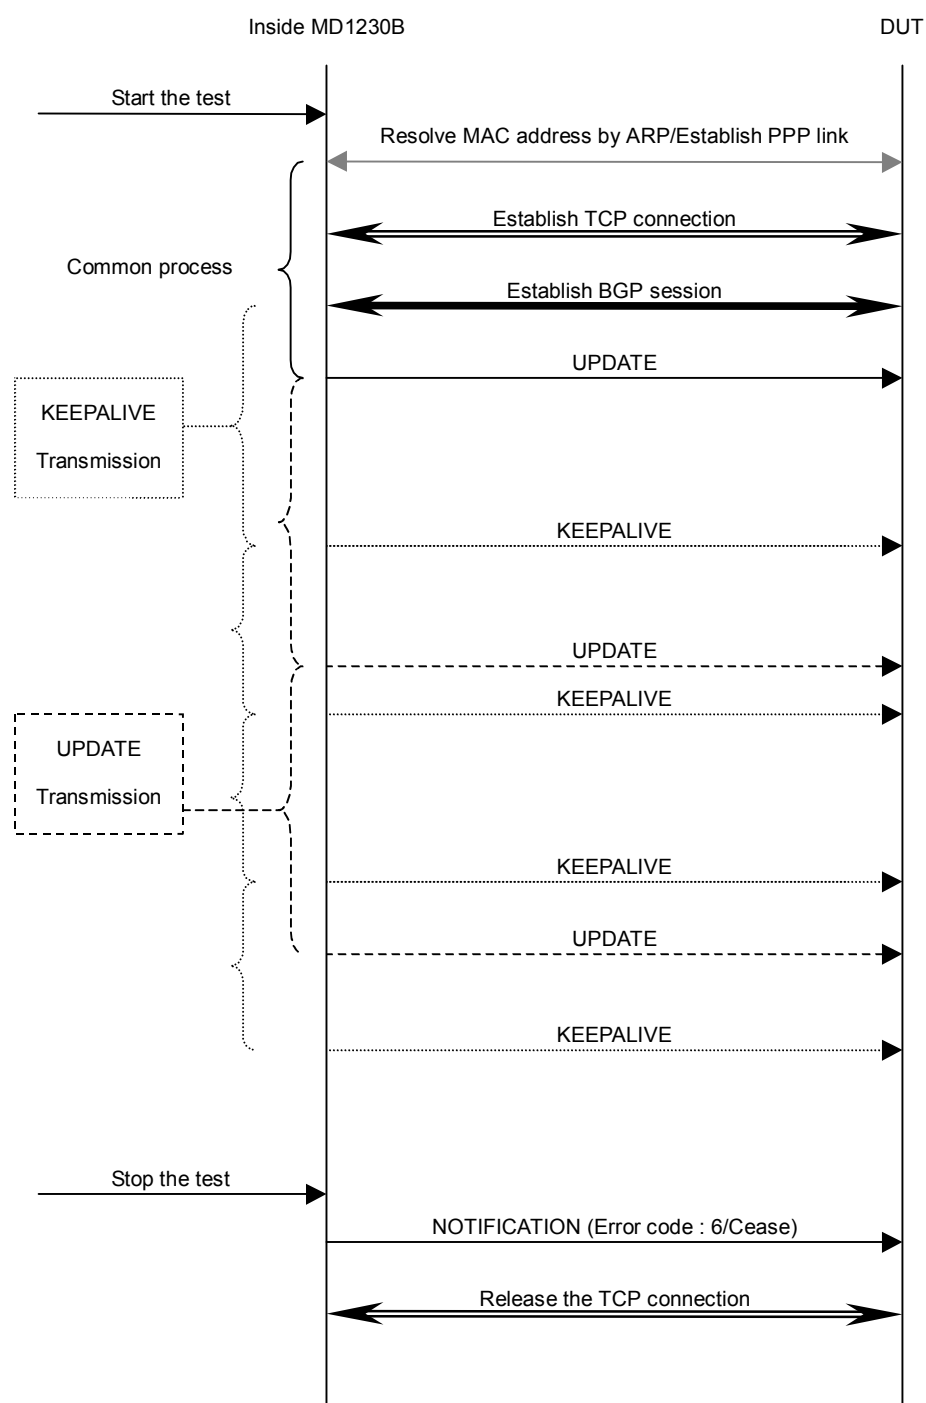 Inside MD1230B
DUT
Start the test
Resolve MAC address by ARP/Establish PPP link
Establish TCP connection
Common process
Establish BGP session
UPDATE
KEEPALIVE
Transmission
KEEPALIVE
UPDATE
KEEPALIVE
UPDATE
Transmission
KEEPALIVE
UPDATE
KEEPALIVE
Stop the test
NOTIFICATION (Error code : 6/Cease)
Release the TCP connection